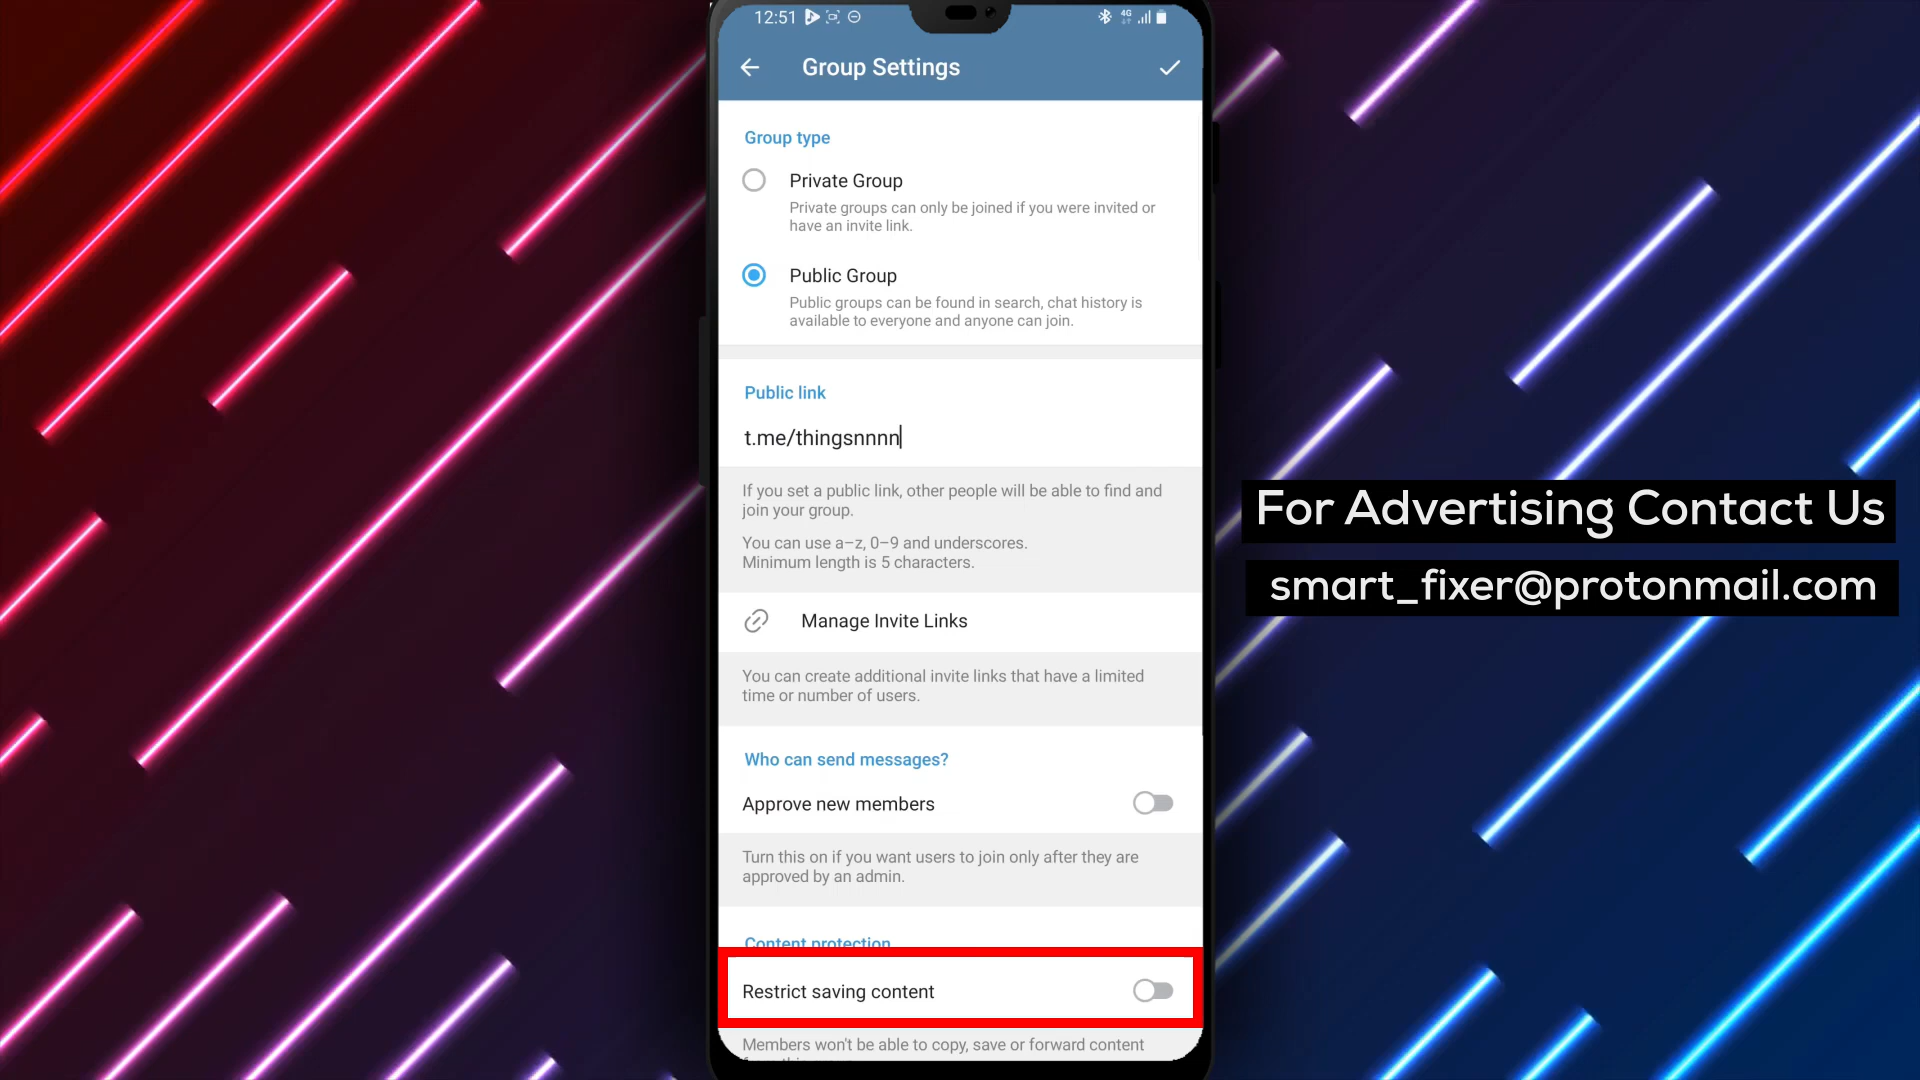 12:51
4G
Group Settings
Group type
Private Group
Private groups can only be joined if you were invited or
have an invite link.
Public Group
Public groups can be found in search, chat history is
available to everyone and anyone can join.
Public link
t.me/thingsnnnn
If you set a public link, other people will be able to find and
join your group.
You can use a–z, 0–9 and underscores.
Minimum length is 5 characters.
Manage Invite Links
You can create additional invite links that have a limited
time or number of users.
Who can send messages?
Approve new members
Turn this on if you want users to join only after they are
approved by an admin.
Content protection
Restrict saving content
Members won't be able to copy, save or forward content
For Advertising Contact Us
smart_fixer@protonmail.com